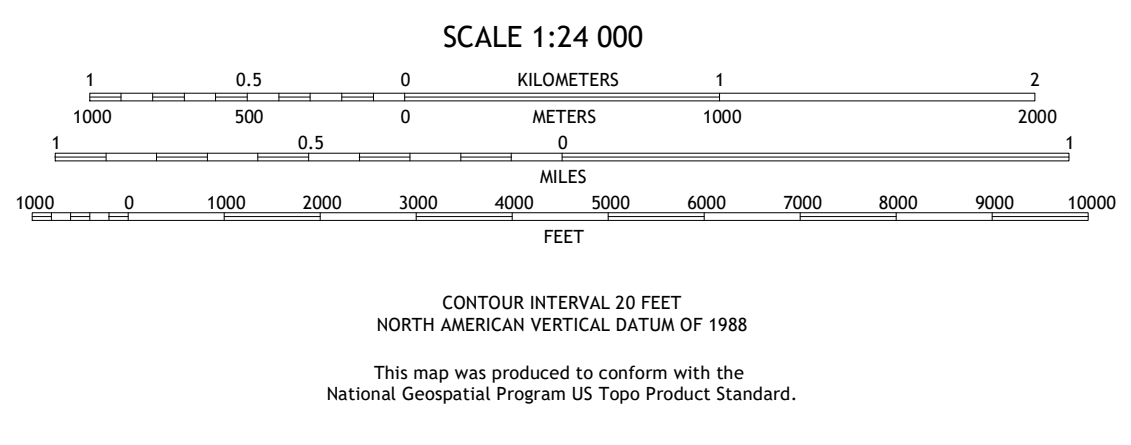 SCALE 1:24 000
1 0.5 0 KILOMETERS 1 2
1000 500 0 METERS 1000 2000
1 0.5 0 1
MILES
1000 0 1000 2000 3000 4000 5000 6000 7000 8000 9000 10000
FEET
CONTOUR INTERVAL 20 FEET
NORTH AMERICAN VERTICAL DATUM OF 1988
This map was produced to conform with the
National Geospatial Program US Topo Product Standard.